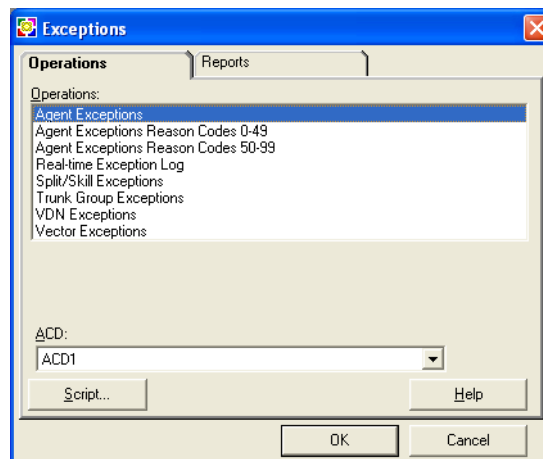 Exceptions
Operations Reports
Operations:
Agent Exceptions
Agent Exceptions Reason Codes 0-49
Agent Exceptions Reason Codes 50-99
Real-time Exception Log
Split/Skill Exceptions
Trunk Group Exceptions
VDN Exceptions
Vector Exceptions
ACD:
ACD1
Script... Help
OK Cancel